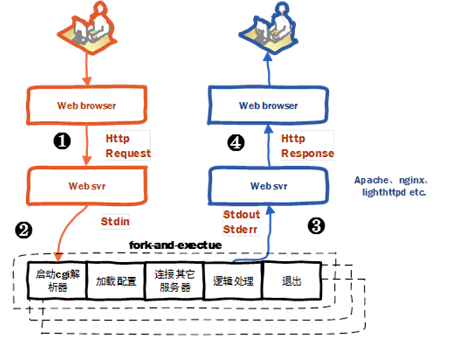 Web browser
Web browser
❶
Http
Request
❹
Http
Response
Web svr
Web svr
Apache、nginx、
lighthttpd etc.
❷
Stdin
Stdout
Stderr
❸
fork-and-exectue
启动cgi解
析器
加载配置
连接其它
服务器
逻辑处理
退出